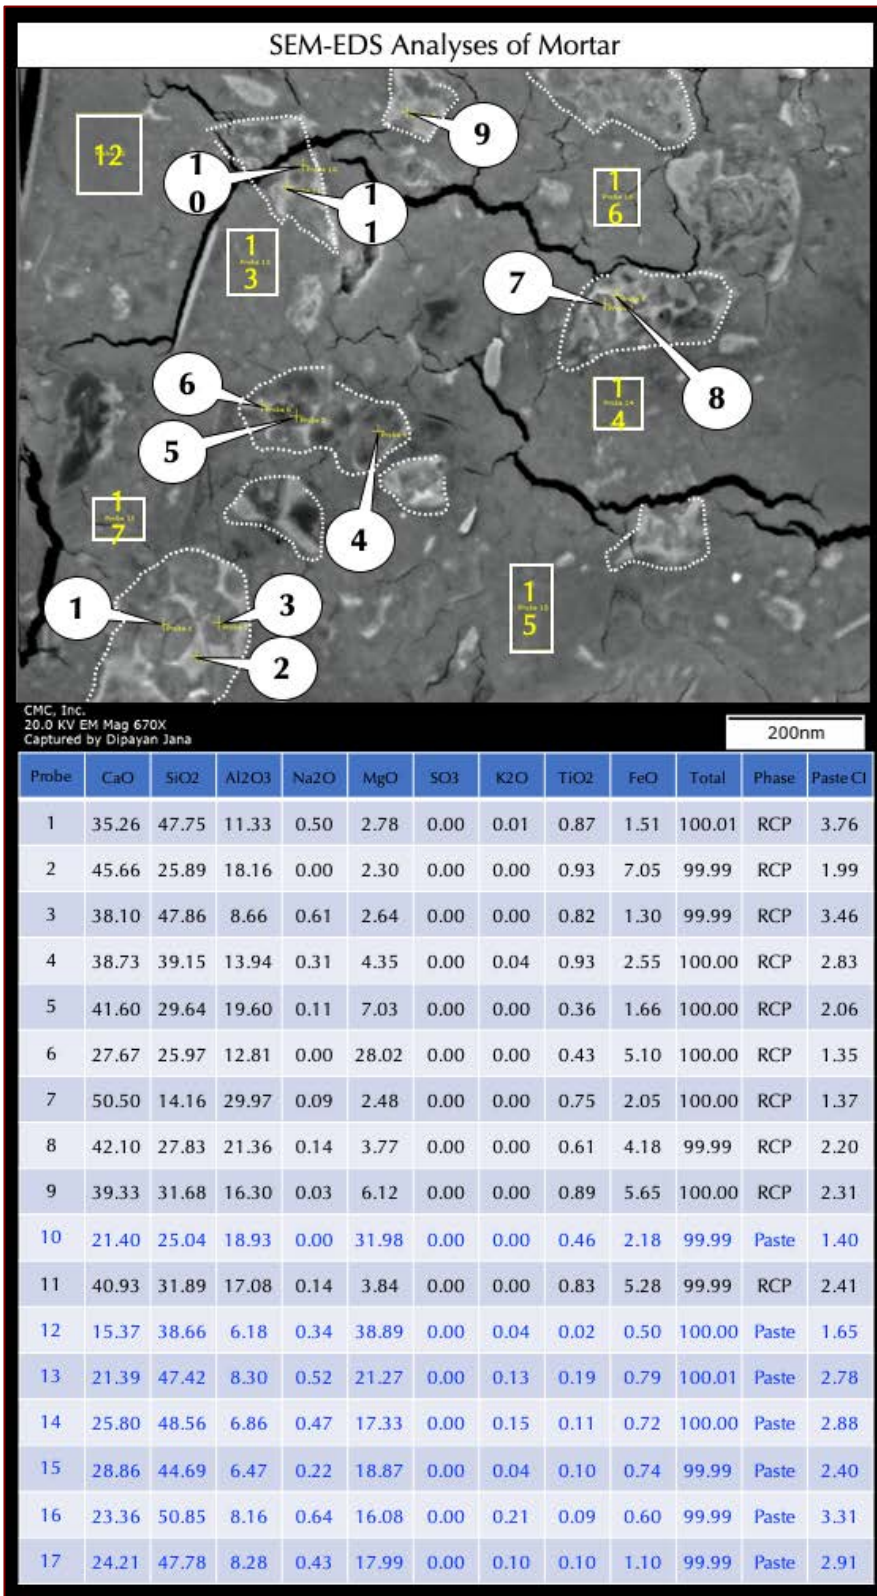 SEM-EDS Analyses of Mortar
12
1
0
9
1
1
1
6
1
3
7
8
1
4
6
5
4
1
7
1
3
2
1
5
CMC, Inc.
20.0 KV EM Mag 670X
Captured by Dipayan Jana
200nm
Probe CaO SiO2 Al2O3 Na2O MgO SO3 K2O TiO2 FeO Total Phase Paste CI
1 35.26 47.75 11.33 0.50 2.78 0.00 0.01 0.87 1.51 100.01 RCP 3.76
2 45.66 25.89 18.16 0.00 2.30 0.00 0.00 0.93 7.05 99.99 RCP 1.99
3 38.10 47.86 8.66 0.61 2.64 0.00 0.00 0.82 1.30 99.99 RCP 3.46
4 38.73 39.15 13.94 0.31 4.35 0.00 0.04 0.93 2.55 100.00 RCP 2.83
5 41.60 29.64 19.60 0.11 7.03 0.00 0.00 0.36 1.66 100.00 RCP 2.06
6 27.67 25.97 12.81 0.00 28.02 0.00 0.00 0.43 5.10 100.00 RCP 1.35
7 50.50 14.16 29.97 0.09 2.48 0.00 0.00 0.75 2.05 100.00 RCP 1.37
8 42.10 27.83 21.36 0.14 3.77 0.00 0.00 0.61 4.18 99.99 RCP 2.20
9 39.33 31.68 16.30 0.03 6.12 0.00 0.00 0.89 5.65 100.00 RCP 2.31
10 21.40 25.04 18.93 0.00 31.98 0.00 0.00 0.46 2.18 99.99 Paste 1.40
11 40.93 31.89 17.08 0.14 3.84 0.00 0.00 0.83 5.28 99.99 RCP 2.41
12 15.37 38.66 6.18 0.34 38.89 0.00 0.04 0.02 0.50 100.00 Paste 1.65
13 21.39 47.42 8.30 0.52 21.27 0.00 0.13 0.19 0.79 100.01 Paste 2.78
14 25.80 48.56 6.86 0.47 17.33 0.00 0.15 0.11 0.72 100.00 Paste 2.88
15 28.86 44.69 6.47 0.22 18.87 0.00 0.04 0.10 0.74 99.99 Paste 2.40
16 23.36 50.85 8.16 0.64 16.08 0.00 0.21 0.09 0.60 99.99 Paste 3.31
17 24.21 47.78 8.28 0.43 17.99 0.00 0.10 0.10 1.10 99.99 Paste 2.91